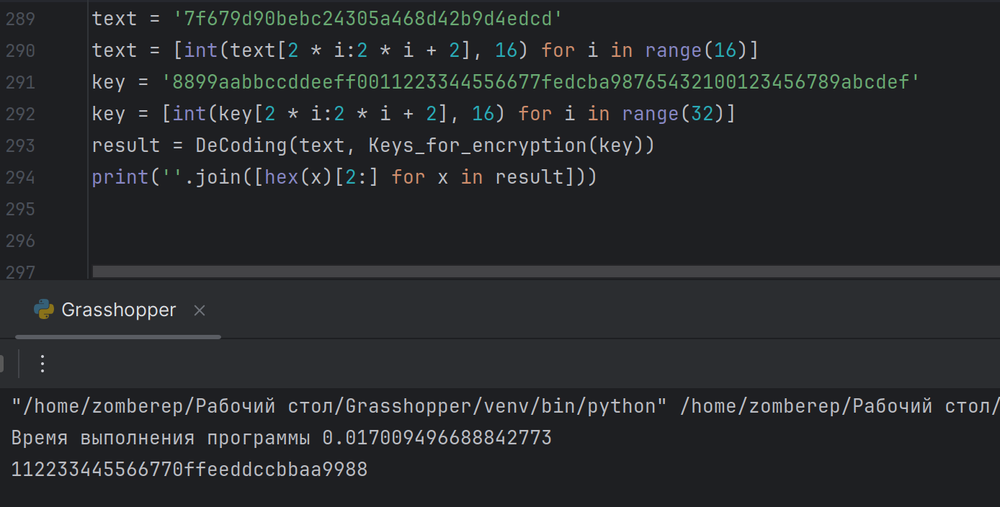 289 text = '7f679d90bebc24305a468d42b9d4edcd'
290 text = [int(text[2 * i:2 * i + 2], 16) for i in range(16)]
291 key = '8899aabbccddeeff0011223344556677fedcba98765432100123456789abcdef'
292 key = [int(key[2 * i:2 * i + 2], 16) for i in range(32)]
293 result = DeCoding(text, Keys_for_encryption(key))
294 print(''.join([hex(x)[2:] for x in result]))
295
296
297
Grasshopper ×
"/home/zomberep/Рабочий стол/Grasshopper/venv/bin/python" /home/zomberep/Рабочий стол/
Время выполнения программы 0.017009496688842773
112233445566770ffeeddccbbaa9988